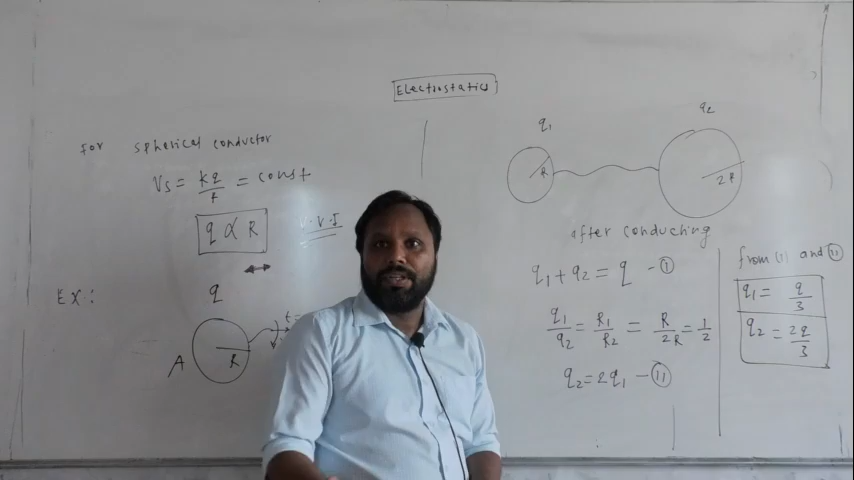 Electrostatics
For spherical conductor
Vs = kq/r = const
q ∝ R
V.V.I
Ex:
q
A
R
t=
q1
q2
R
2R
after conducting
q1 + q2 = q - (I)
q1/q2 = R1/R2 = R/2R = 1/2
q2 = 2q1 - (II)
from (I) and (II)
q1 = q/3
q2 = 2q/3